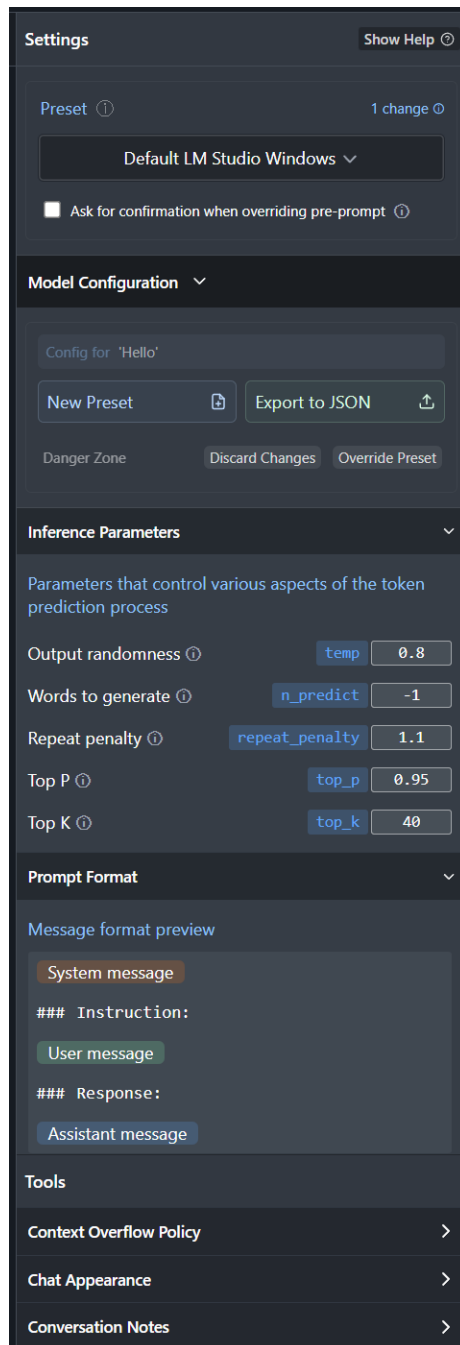 Settings
Show Help
Preset
1 change
Default LM Studio Windows
Ask for confirmation when overriding pre-prompt
Model Configuration
Config for 'Hello'
New Preset
Export to JSON
Danger Zone
Discard Changes
Override Preset
Inference Parameters
Parameters that control various aspects of the token
prediction process
Output randomness temp 0.8
Words to generate n_predict -1
Repeat penalty repeat_penalty 1.1
Top P top_p 0.95
Top K top_k 40
Prompt Format
Message format preview
System message
### Instruction:
User message
### Response:
Assistant message
Tools
Context Overflow Policy
Chat Appearance
Conversation Notes